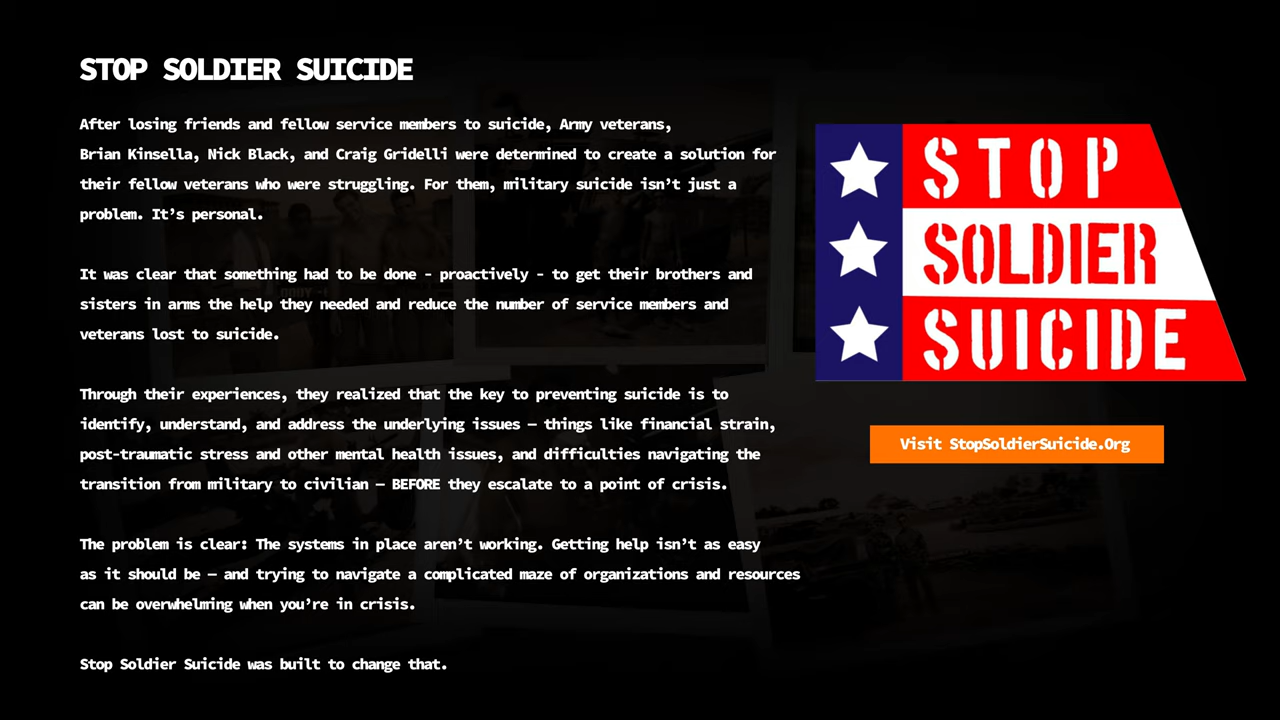 STOP SOLDIER SUICIDE
After losing friends and fellow service members to suicide, Army veterans,
Brian Kinsella, Nick Black, and Craig Gridelli were determined to create a solution for
their fellow veterans who were struggling. For them, military suicide isn’t just a
problem. It’s personal.
It was clear that something had to be done - proactively - to get their brothers and
sisters in arms the help they needed and reduce the number of service members and
veterans lost to suicide.
Through their experiences, they realized that the key to preventing suicide is to
identify, understand, and address the underlying issues — things like financial strain,
post-traumatic stress and other mental health issues, and difficulties navigating the
transition from military to civilian — BEFORE they escalate to a point of crisis.
The problem is clear: The systems in place aren’t working. Getting help isn’t as easy
as it should be — and trying to navigate a complicated maze of organizations and resources
can be overwhelming when you’re in crisis.
Stop Soldier Suicide was built to change that.
STOP
SOLDIER
SUICIDE
Visit StopSoldierSuicide.Org